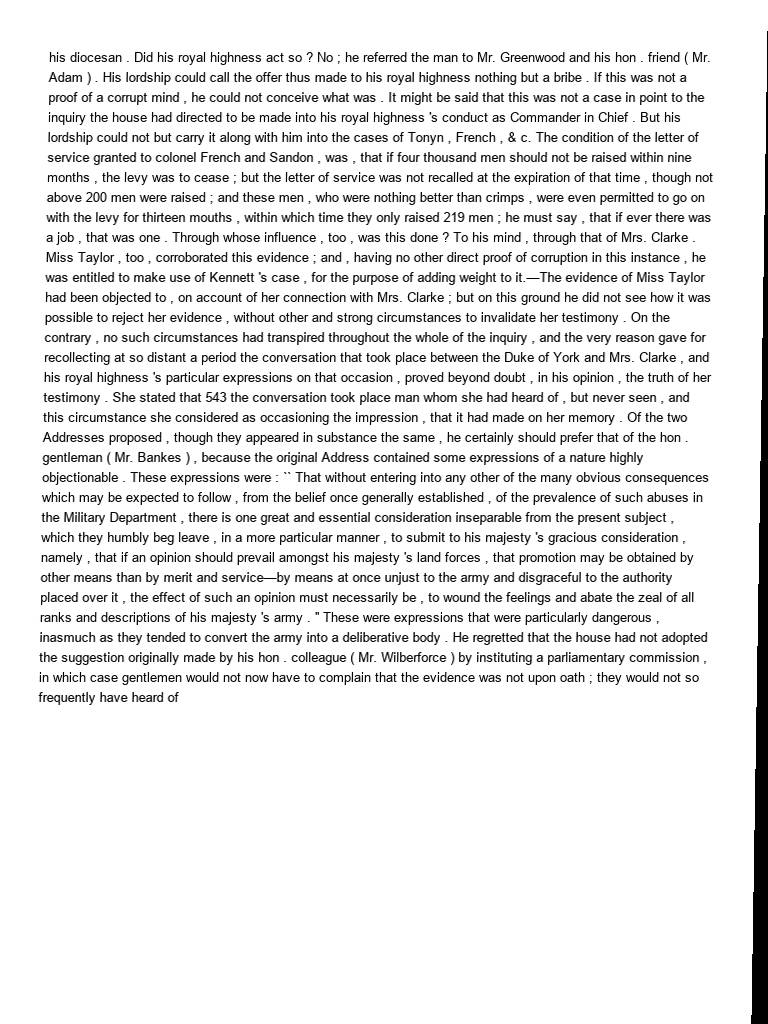 his diocesan . Did his royal highness act so ? No ; he referred the man to Mr. Greenwood and his hon . friend ( Mr.
Adam ) . His lordship could call the offer thus made to his royal highness nothing but a bribe . If this was not a
proof of a corrupt mind , he could not conceive what was . It might be said that this was not a case in point to the
inquiry the house had directed to be made into his royal highness 's conduct as Commander in Chief . But his
lordship could not but carry it along with him into the cases of Tonyn , French , & c. The condition of the letter of
service granted to colonel French and Sandon , was , that if four thousand men should not be raised within nine
months , the levy was to cease ; but the letter of service was not recalled at the expiration of that time , though not
above 200 men were raised ; and these men , who were nothing better than crimps , were even permitted to go on
with the levy for thirteen mouths , within which time they only raised 219 men ; he must say , that if ever there was
a job , that was one . Through whose influence , too , was this done ? To his mind , through that of Mrs. Clarke .
Miss Taylor , too , corroborated this evidence ; and , having no other direct proof of corruption in this instance , he
was entitled to make use of Kennett 's case , for the purpose of adding weight to it.—The evidence of Miss Taylor
had been objected to , on account of her connection with Mrs. Clarke ; but on this ground he did not see how it was
possible to reject her evidence , without other and strong circumstances to invalidate her testimony . On the
contrary , no such circumstances had transpired throughout the whole of the inquiry , and the very reason gave for
recollecting at so distant a period the conversation that took place between the Duke of York and Mrs. Clarke , and
his royal highness 's particular expressions on that occasion , proved beyond doubt , in his opinion , the truth of her
testimony . She stated that 543 the conversation took place man whom she had heard of , but never seen , and
this circumstance she considered as occasioning the impression , that it had made on her memory . Of the two
Addresses proposed , though they appeared in substance the same , he certainly should prefer that of the hon .
gentleman ( Mr. Bankes ) , because the original Address contained some expressions of a nature highly
objectionable . These expressions were : `` That without entering into any other of the many obvious consequences
which may be expected to follow , from the belief once generally established , of the prevalence of such abuses in
the Military Department , there is one great and essential consideration inseparable from the present subject ,
which they humbly beg leave , in a more particular manner , to submit to his majesty 's gracious consideration ,
namely , that if an opinion should prevail amongst his majesty 's land forces , that promotion may be obtained by
other means than by merit and service—by means at once unjust to the army and disgraceful to the authority
placed over it , the effect of such an opinion must necessarily be , to wound the feelings and abate the zeal of all
ranks and descriptions of his majesty 's army . " These were expressions that were particularly dangerous ,
inasmuch as they tended to convert the army into a deliberative body . He regretted that the house had not adopted
the suggestion originally made by his hon . colleague ( Mr. Wilberforce ) by instituting a parliamentary commission ,
in which case gentlemen would not now have to complain that the evidence was not upon oath ; they would not so
frequently have heard of